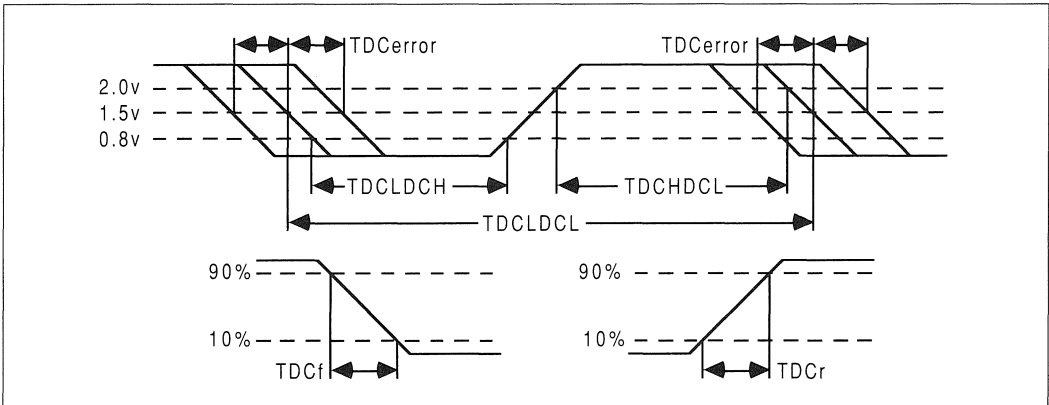 TDCerror TDCerror
2.0v
1.5v
0.8v
TDCLDCH TDCHDCL
TDCLDCL
90% 90%
10% 10%
TDCf TDCr